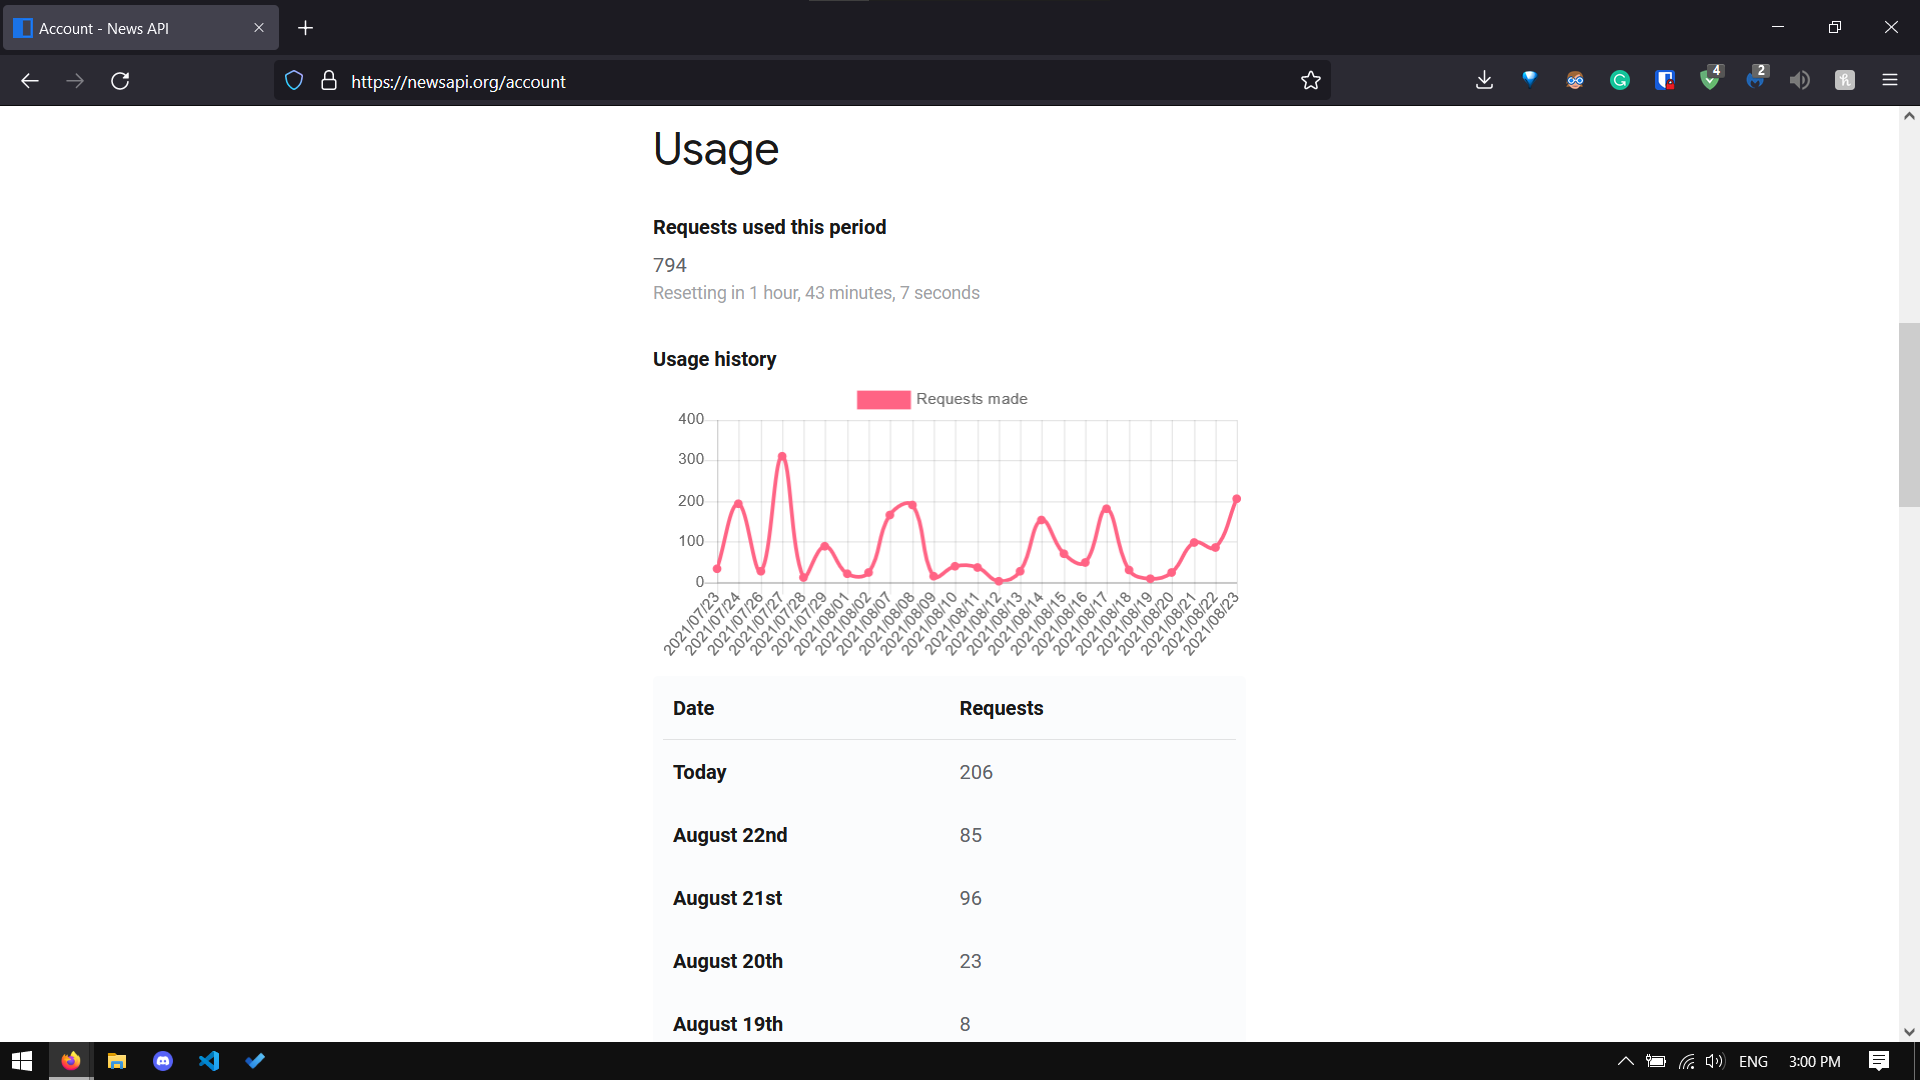 Account - News API
https://newsapi.org/account
4
2
Usage
Requests used this period
794
Resetting in 1 hour, 43 minutes, 7 seconds
Usage history
Requests made
400
300
200
100
0
2021/07/23
2021/07/24
2021/07/26
2021/07/27
2021/07/28
2021/07/29
2021/08/01
2021/08/02
2021/08/07
2021/08/08
2021/08/09
2021/08/10
2021/08/11
2021/08/12
2021/08/13
2021/08/14
2021/08/15
2021/08/16
2021/08/17
2021/08/18
2021/08/19
2021/08/20
2021/08/21
2021/08/22
2021/08/23
Date Requests
Today 206
August 22nd 85
August 21st 96
August 20th 23
August 19th 8
ENG 3:00 PM